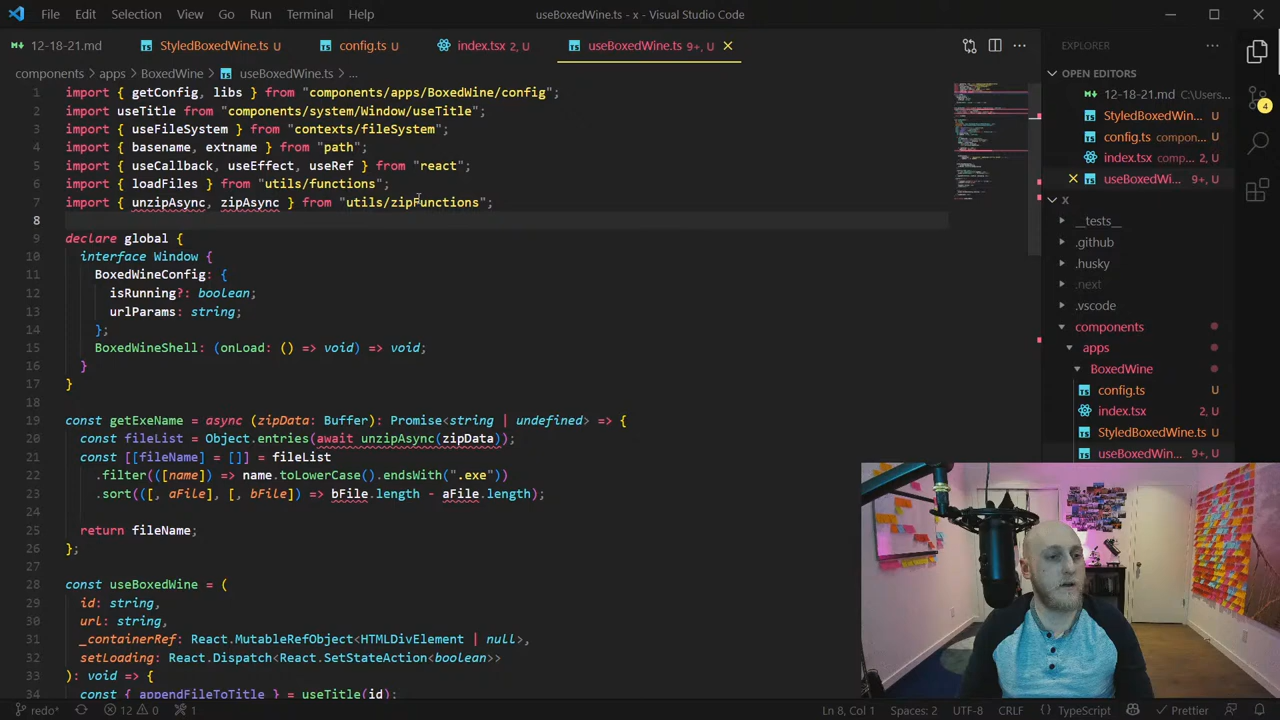 File Edit Selection View Go Run Terminal Help useBoxedWine.ts - x - Visual Studio Code
12-18-21.md StyledBoxedWine.ts U config.ts U index.tsx 2, U useBoxedWine.ts 9+, U
components > apps > BoxedWine > useBoxedWine.ts > ...
1 import { getConfig, libs } from "components/apps/BoxedWine/config";
2 import useTitle from "components/system/Window/useTitle";
3 import { useFileSystem } from "contexts/fileSystem";
4 import { basename, extname } from "path";
5 import { useCallback, useEffect, useRef } from "react";
6 import { loadFiles } from "utils/functions";
7 import { unzipAsync, zipAsync } from "utils/zipFunctions";
8
9 declare global {
10 interface Window {
11 BoxedWineConfig: {
12 isRunning?: boolean;
13 urlParams: string;
14 };
15 BoxedWineShell: (onLoad: () => void) => void;
16 }
17 }
18
19 const getExeName = async (zipData: Buffer): Promise<string | undefined> => {
20 const fileList = Object.entries(await unzipAsync(zipData));
21 const [[fileName] = []] = fileList
22 .filter(([name]) => name.toLowerCase().endsWith(".exe"))
23 .sort(([, aFile], [, bFile]) => bFile.length - aFile.length);
24
25 return fileName;
26 };
27
28 const useBoxedWine = (
29 id: string,
30 url: string,
31 _containerRef: React.MutableRefObject<HTMLDivElement | null>,
32 setLoading: React.Dispatch<React.SetStateAction<boolean>>
33 ): void => {
34 const { appendFileToTitle } = useTitle(id);
EXPLORER
OPEN EDITORS
12-18-21.md C:\Users...
StyledBoxedWin... U
config.ts compon... U
index.tsx comp... 2, U
useBoxedWi... 9+, U
X
__tests__
.github
.husky
.next
.vscode
components
apps
BoxedWine
config.ts U
index.tsx 2, U
StyledBoxedWine.ts U
useBoxedWin... 9+, U
4
redo* 12 0 1 Ln 8, Col 1 Spaces: 2 UTF-8 CRLF TypeScript Prettier